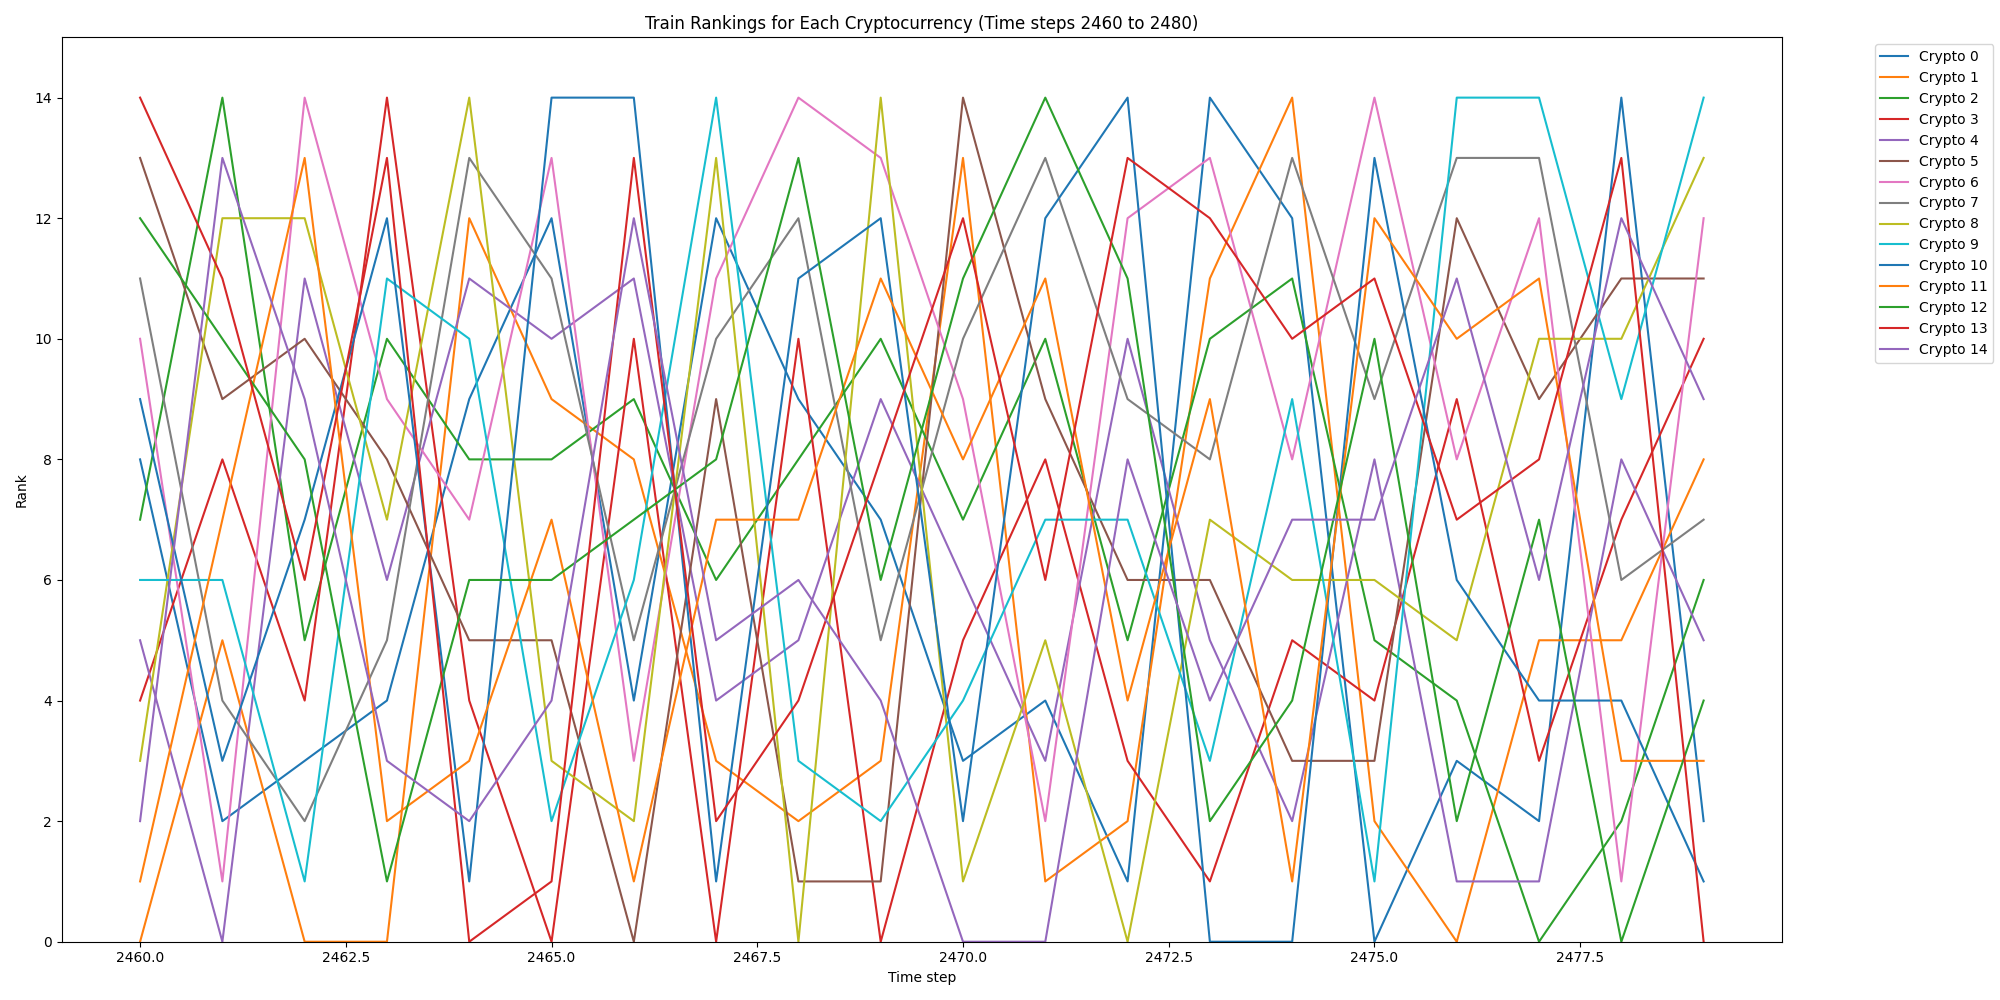 Train Rankings for Each Cryptocurrency (Time steps 2460 to 2480)
Rank
14
12
10
8
6
4
2
0
2460.0 2462.5 2465.0 2467.5 2470.0 2472.5 2475.0 2477.5
Time step
Crypto 0
Crypto 1
Crypto 2
Crypto 3
Crypto 4
Crypto 5
Crypto 6
Crypto 7
Crypto 8
Crypto 9
Crypto 10
Crypto 11
Crypto 12
Crypto 13
Crypto 14